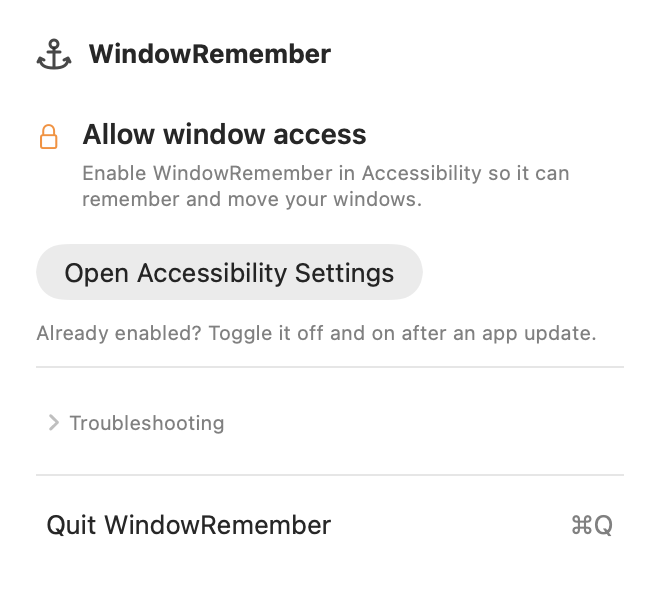 WindowRemember
Allow window access
Enable WindowRemember in Accessibility so it can
remember and move your windows.
Open Accessibility Settings
Already enabled? Toggle it off and on after an app update.
Troubleshooting
Quit WindowRemember ⌘Q